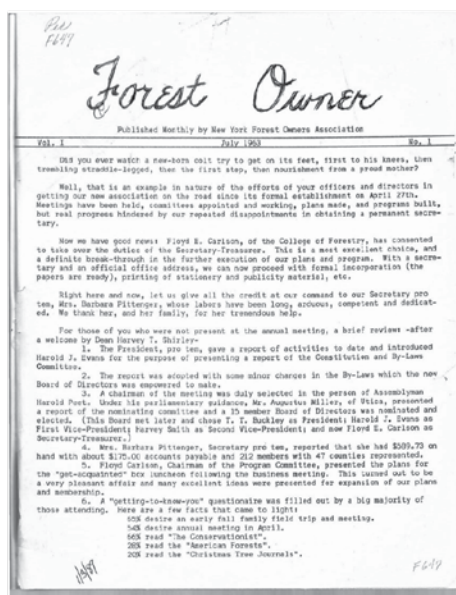 Per
F649
Forest Owner
Published Monthly by New York Forest Owners Association
Vol. I July 1963 No. 1
Did you ever watch a new-born colt try to get on its feet, first to his knees, then
trembling straddle-legged, then the first step, then nourishment from a proud mother?
Well, that is an example in nature of the efforts of your officers and directors in
getting our new association on the road since its formal establishment on April 27th.
Meetings have been held, committees appointed and working, plans made, and programs built,
but real progress hindered by our repeated disappointments in obtaining a permanent secre-
tary.
Now we have good news: Floyd E. Carlson, of the College of Forestry, has consented
to take over the duties of the Secretary-Treasurer. This is a most excellent choice, and
a definite break-through in the further execution of our plans and program. With a secre-
tary and an official office address, we can now proceed with formal incorporation (the
papers are ready), printing of stationery and publicity material, etc.
Right here and now, let us give all the credit at our command to our Secretary pro
tem, Mrs. Barbara Pittenger, whose labors have been long, arduous, competent and dedicat-
ed. We thank her, and her family, for her tremendous help.
For those of you who were not present at the annual meeting, a brief review -after
a welcome by Dean Harvey T. Shirley-
1. The President, pro tem, gave a report of activities to date and introduced
Harold J. Evans for the purpose of presenting a report of the Constitution and By-Laws
Committee.
2. The report was adopted with some minor changes in the By-Laws which the new
Board of Directors was empowered to make.
3. A chairman of the meeting was duly selected in the person of Assemblyman
Harold Post. Under his parliamentary guidance, Mr. Augustus Miller, of Utica, presented
a report of the nominating committee and a 15 member Board of Directors was nominated and
elected. (This Board met later and chose T. T. Buckley as President; Harold J. Evans as
First Vice-President; Harvey Smith as Second Vice-President; and now Floyd E. Carlson as
Secretary-Treasurer.)
4. Mrs. Barbara Pittenger, Secretary pro tem, reported that she had $589.73 on
hand with about $175.00 accounts payable and 212 members with 47 counties represented.
5. Floyd Carlson, Chairman of the Program Committee, presented the plans for
the "get-acquainted" box luncheon following the business meeting. This turned out to be
a very pleasant affair and many excellent ideas were presented for expansion of our plans
and membership.
6. A "getting-to-know-you" questionaire was filled out by a big majority of
those attending. Here are a few facts that came to light:
65% desire an early fall family field trip and meeting.
54% desire annual meeting in April.
66% read "The Conservationist".
28% read the "American Forests".
20% read the "Christmas Tree Journals".
F649